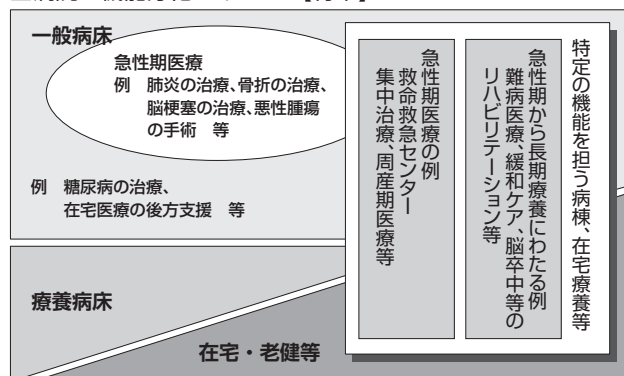 一般病床
急性期医療
例 肺炎の治療、骨折の治療、
脳梗塞の治療、悪性腫瘍
の手術 等
例 糖尿病の治療、
在宅医療の後方支援 等
特定の機能を担う病棟、在宅療養等
急性期から長期療養にわたる例
難病医療、緩和ケア、脳卒中等の
リハビリテーション等
急性期医療の例
救命救急センター
集中治療、周産期医療等
療養病床
在宅・老健等